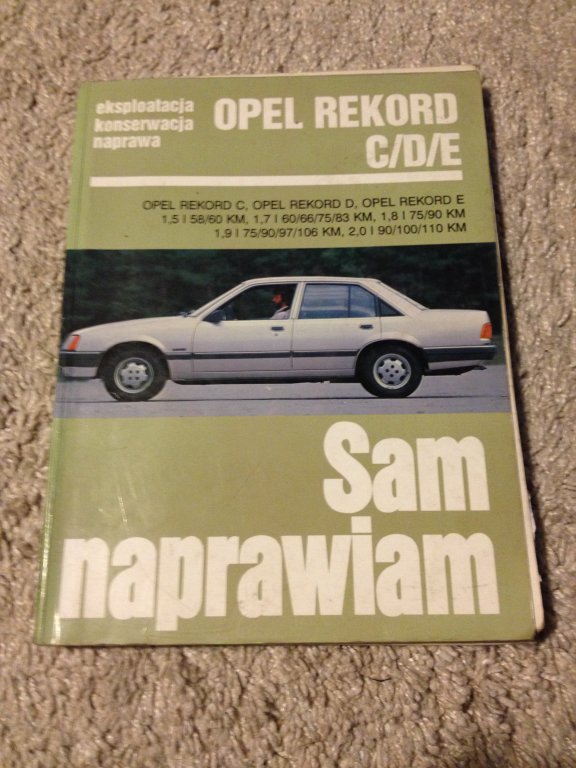 eksploatacja
konserwacja
naprawa
OPEL REKORD
C/D/E
OPEL REKORD C, OPEL REKORD D, OPEL REKORD E
1,5 l 58/60 KM, 1,7 l 60/66/75/83 KM, 1,8 l 75/90 KM
1,9 l 75/90/97/106 KM, 2,0 l 90/100/110 KM
Sam
naprawiam